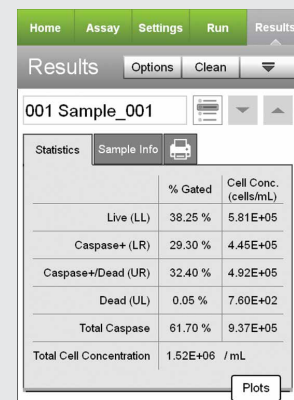 Home Assay Settings Run Results
Results Options Clean
001 Sample_001
Statistics Sample Info
% Gated Cell Conc. (cells/mL)
Live (LL) 38.25 % 5.81E+05
Caspase+ (LR) 29.30 % 4.45E+05
Caspase+/Dead (UR) 32.40 % 4.92E+05
Dead (UL) 0.05 % 7.60E+02
Total Caspase 61.70 % 9.37E+05
Total Cell Concentration 1.52E+06 / mL
Plots